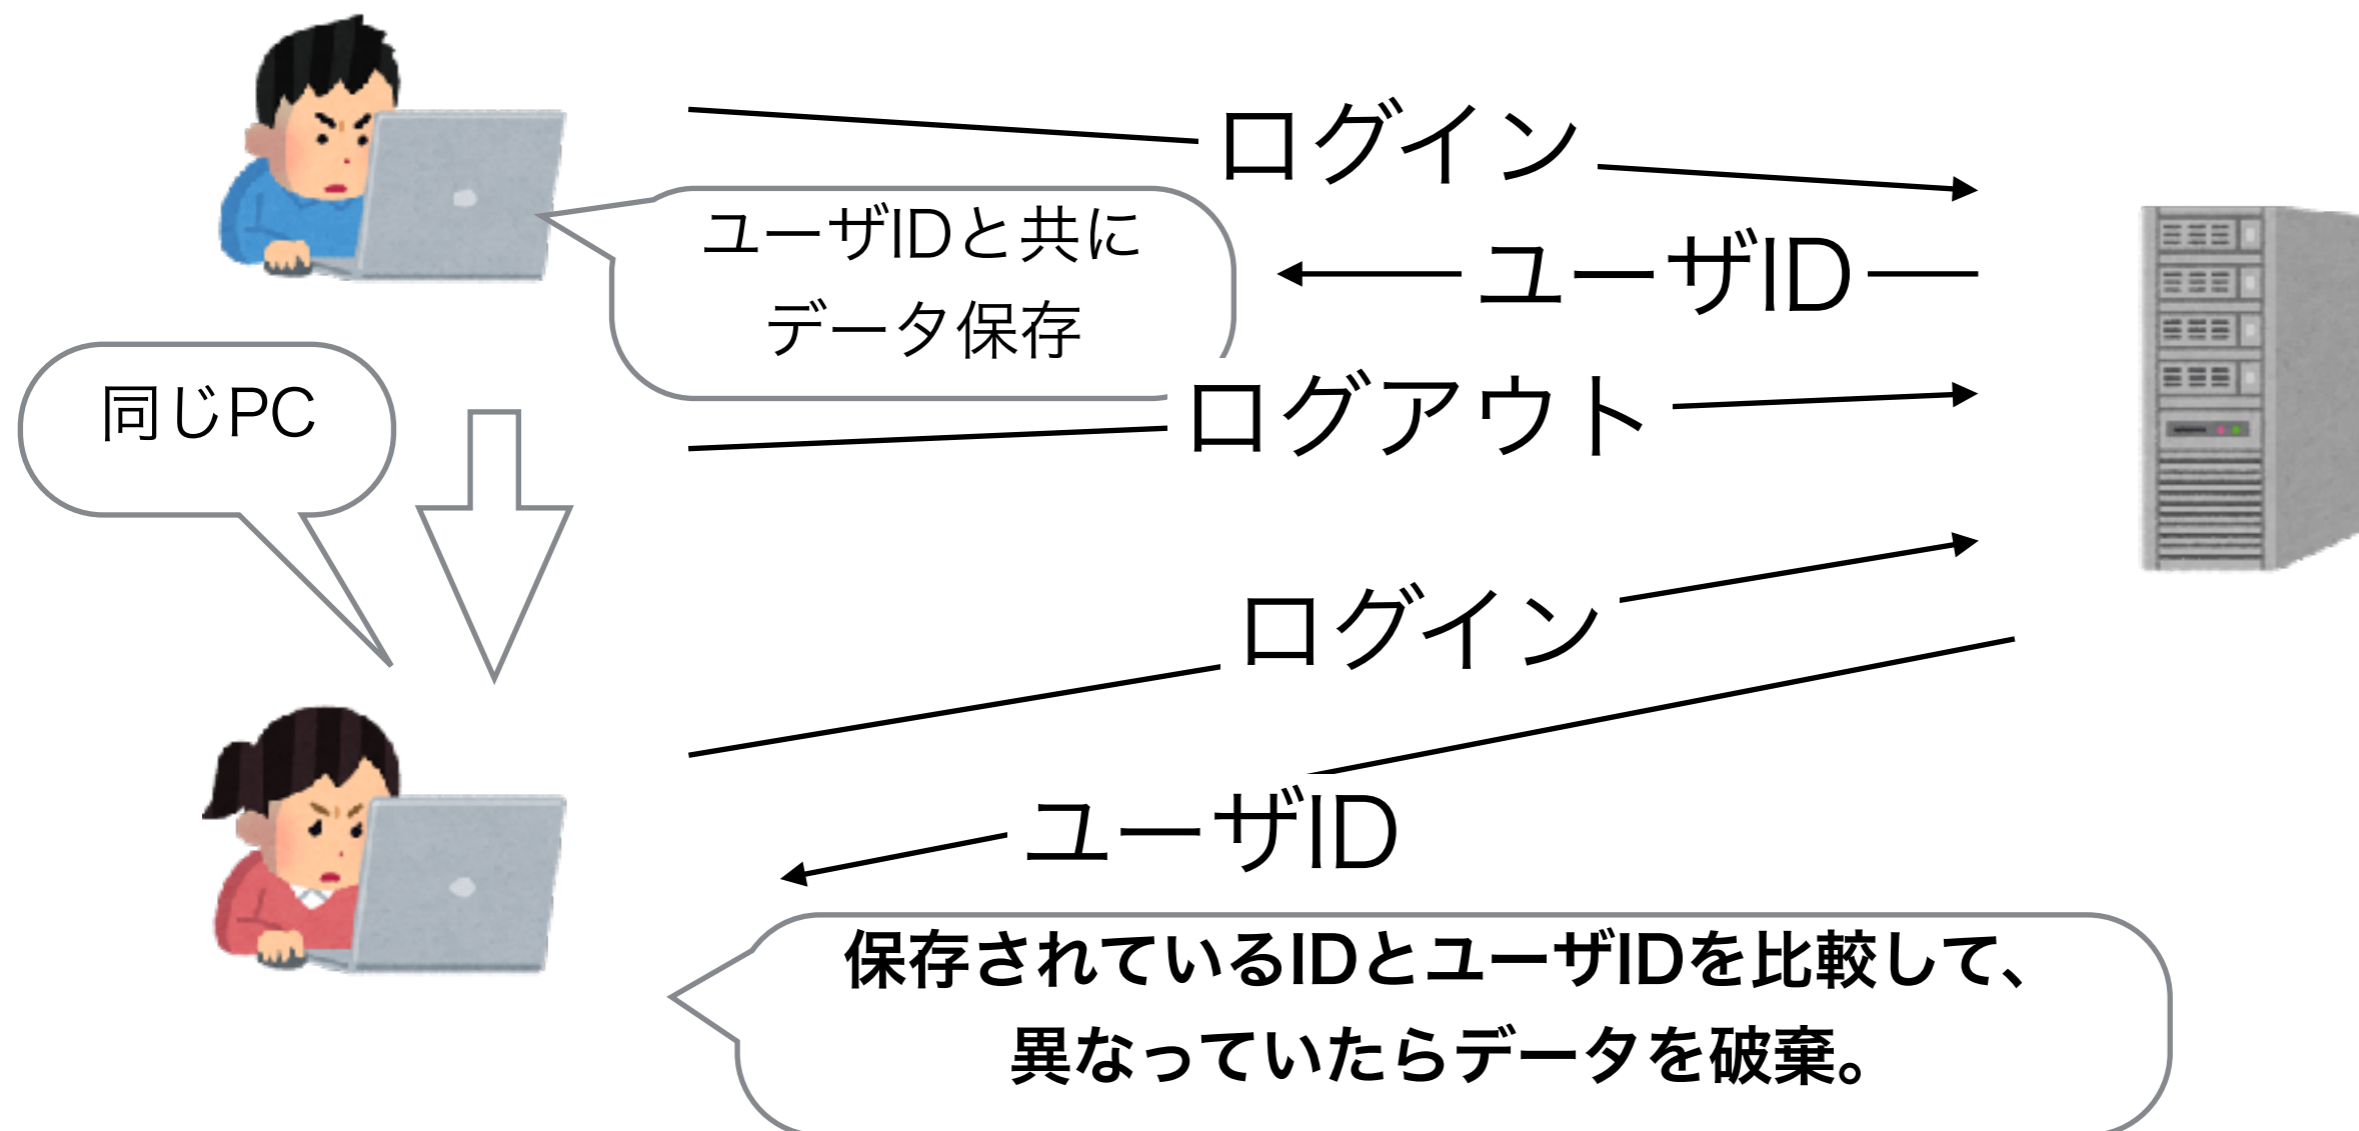 ログイン
ユーザIDと共に
データ保存
ユーザID
同じPC
ログアウト
ログイン
ユーザID
保存されているIDとユーザIDを比較して、
異なっていたらデータを破棄。